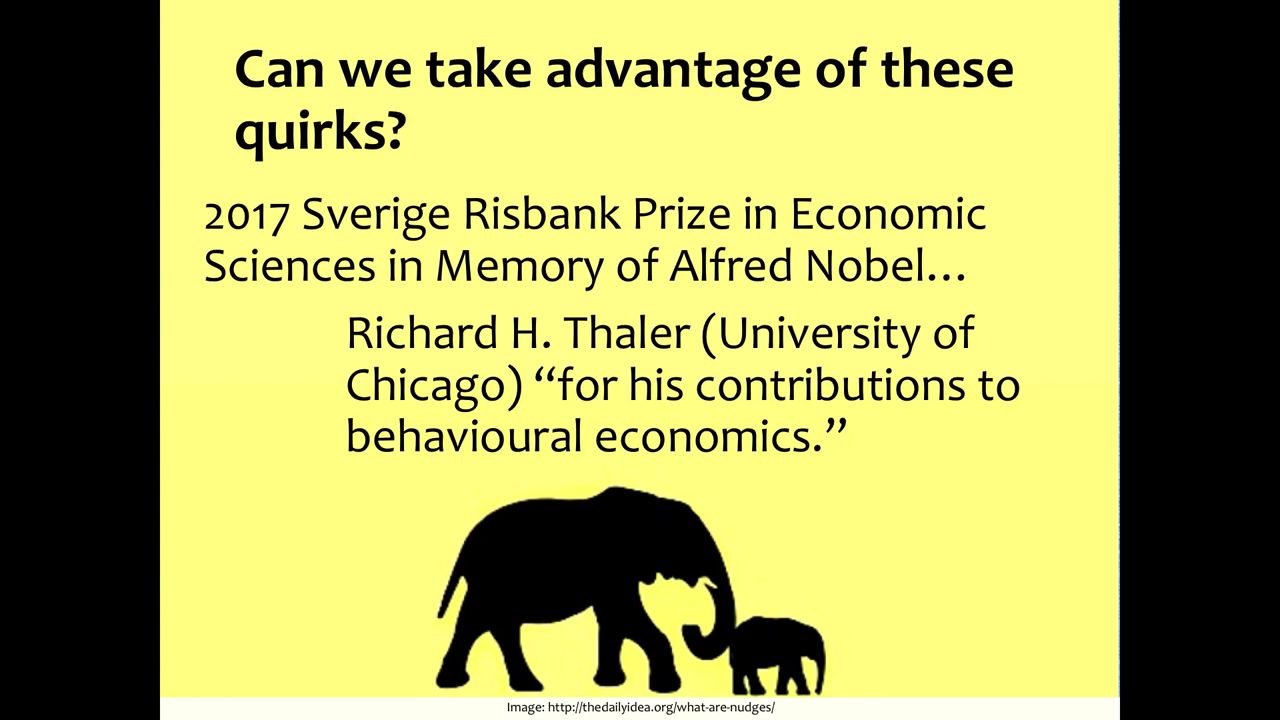 Can we take advantage of these
quirks?
2017 Sverige Risbank Prize in Economic
Sciences in Memory of Alfred Nobel…
Richard H. Thaler (University of
Chicago) “for his contributions to
behavioural economics.”
Image: http://thedailyidea.org/what-are-nudges/